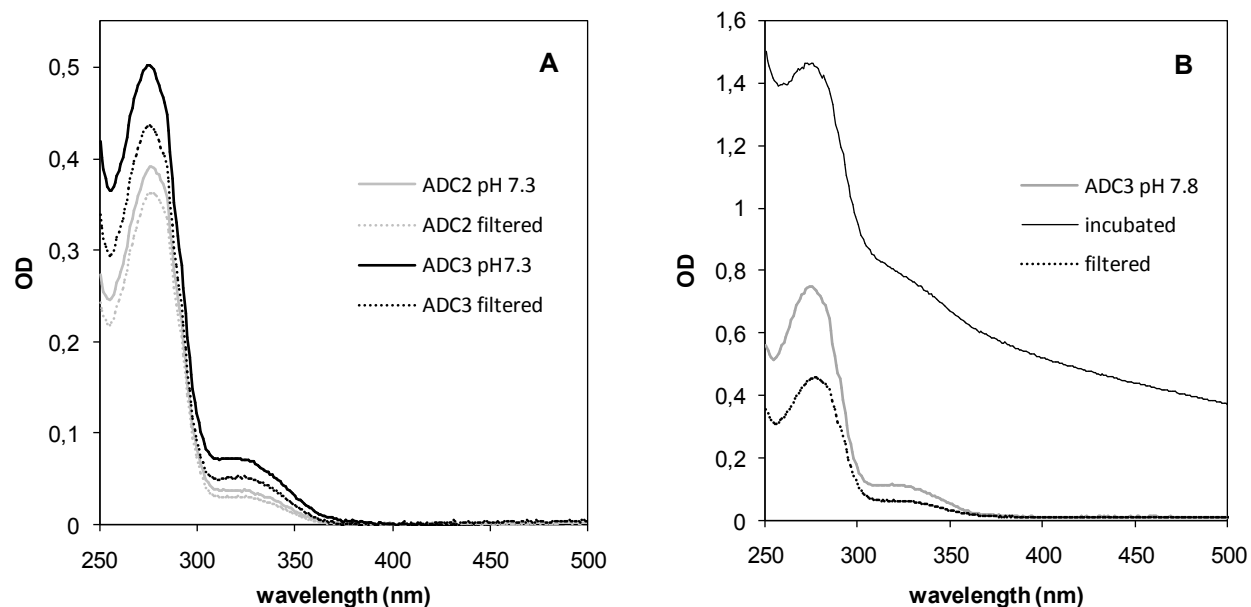 A
0,5
0,4
0,3
0,2
0,1
0
OD
250 300 350 400 450 500
wavelength (nm)
ADC2 pH 7.3
ADC2 filtered
ADC3 pH7.3
ADC3 filtered
B
1,6
1,4
1,2
1
0,8
0,6
0,4
0,2
0
OD
250 300 350 400 450 500
wavelength (nm)
ADC3 pH 7.8
incubated
filtered